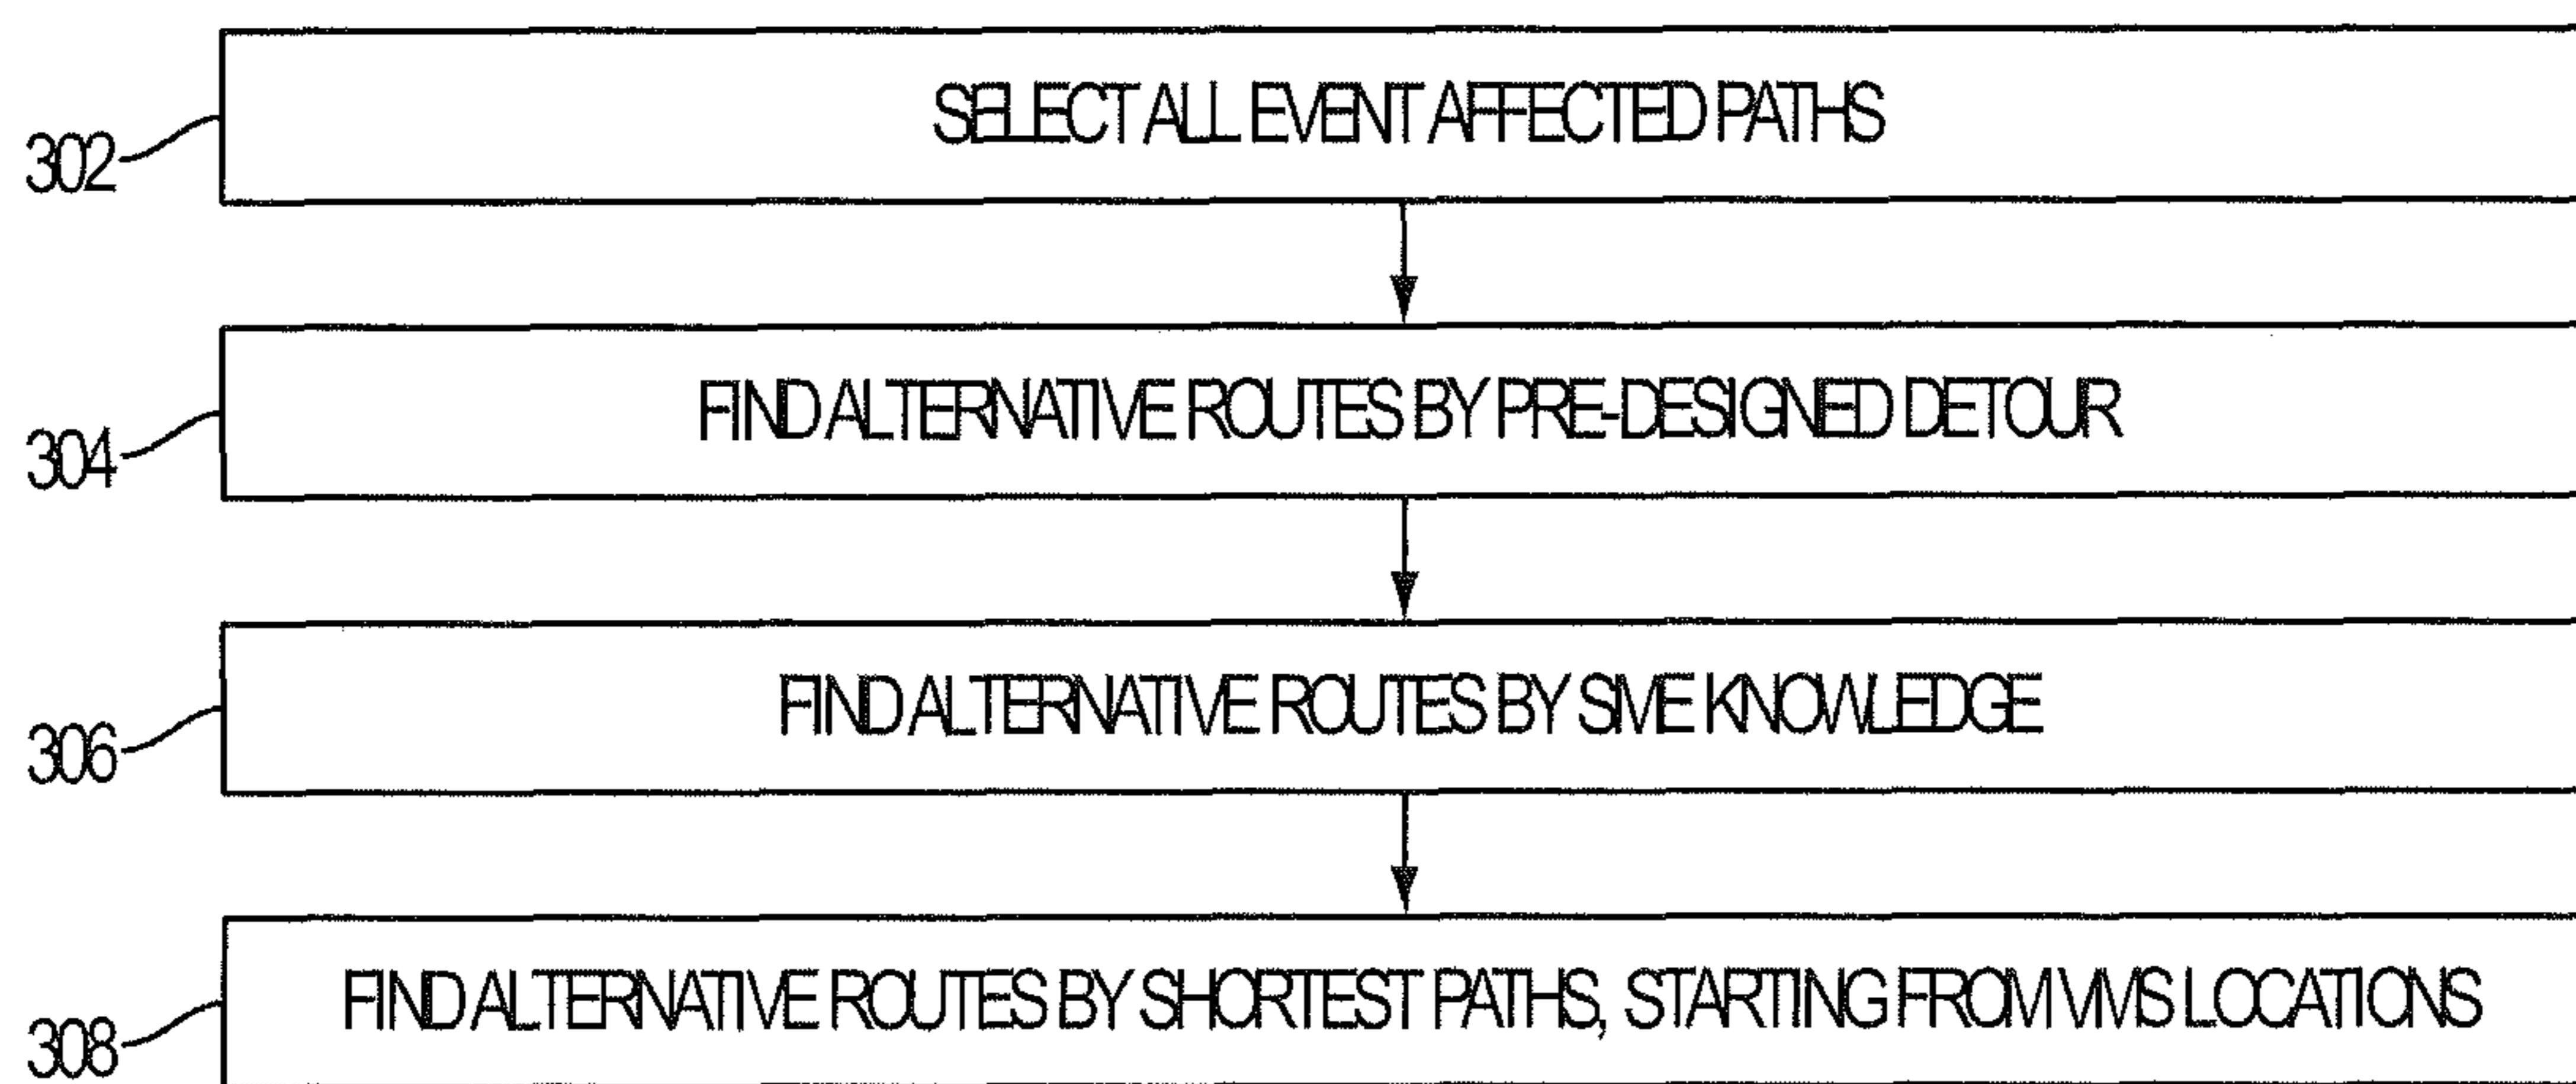 302
SELECT ALL EVENT AFFECTED PATHS
304
FIND ALTERNATIVE ROUTES BY PRE-DESIGNED DETOUR
306
FIND ALTERNATIVE ROUTES BY SME KNOWLEDGE
308
FIND ALTERNATIVE ROUTES BY SHORTEST PATHS, STARTING FROM VMS LOCATIONS